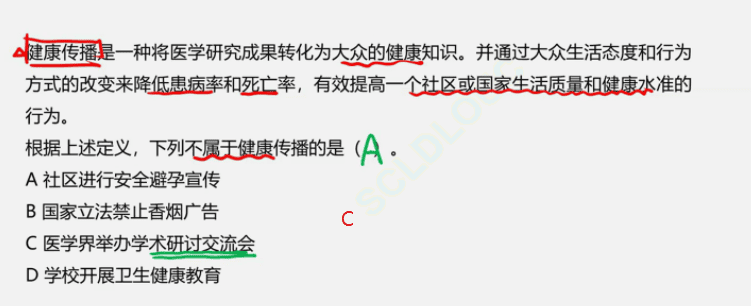 健康传播是一种将医学研究成果转化为大众的健康知识。并通过大众生活态度和行为
方式的改变来降低患病率和死亡率，有效提高一个社区或国家生活质量和健康水准的
行为。
根据上述定义，下列不属于健康传播的是（A）。
A 社区进行安全避孕宣传
B 国家立法禁止香烟广告
C
C 医学界举办学术研讨交流会
D 学校开展卫生健康教育